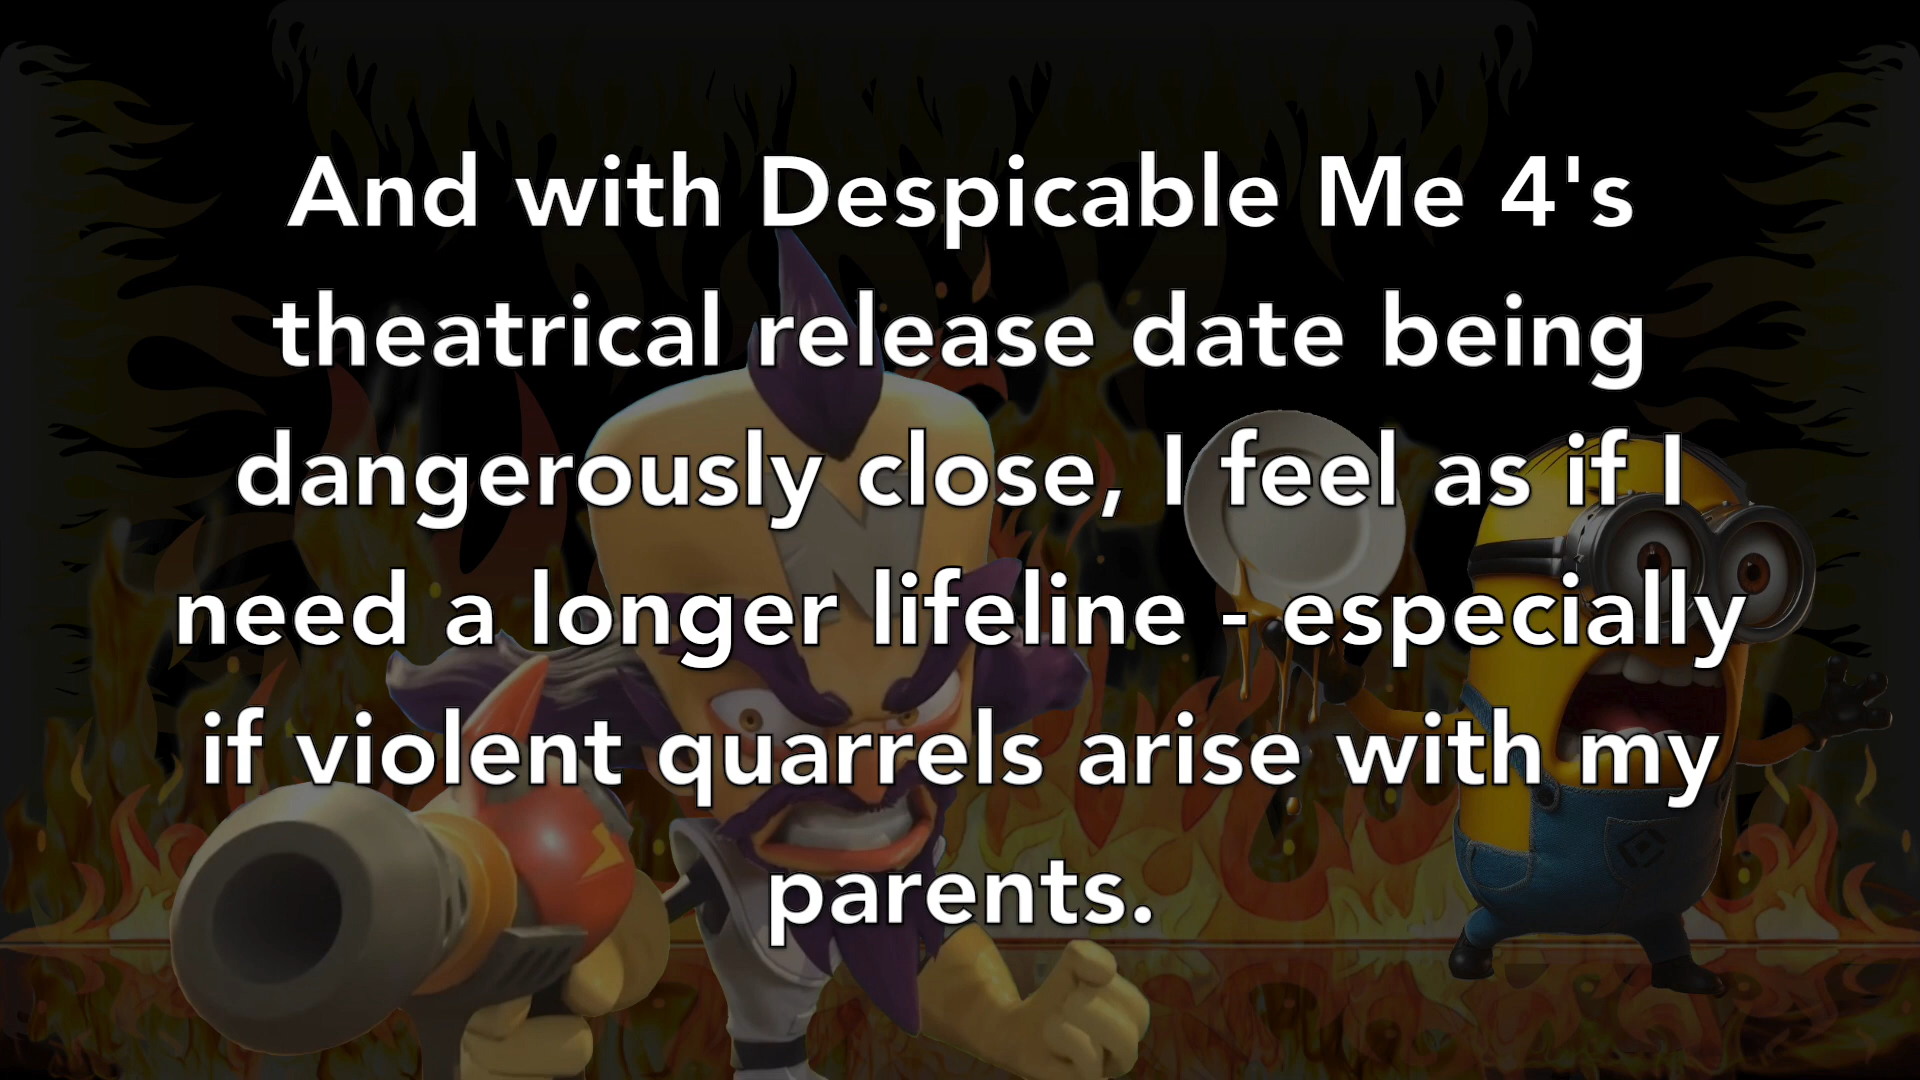 And with Despicable Me 4's
theatrical release date being
dangerously close, I feel as if I
need a longer lifeline - especially
if violent quarrels arise with my
parents.